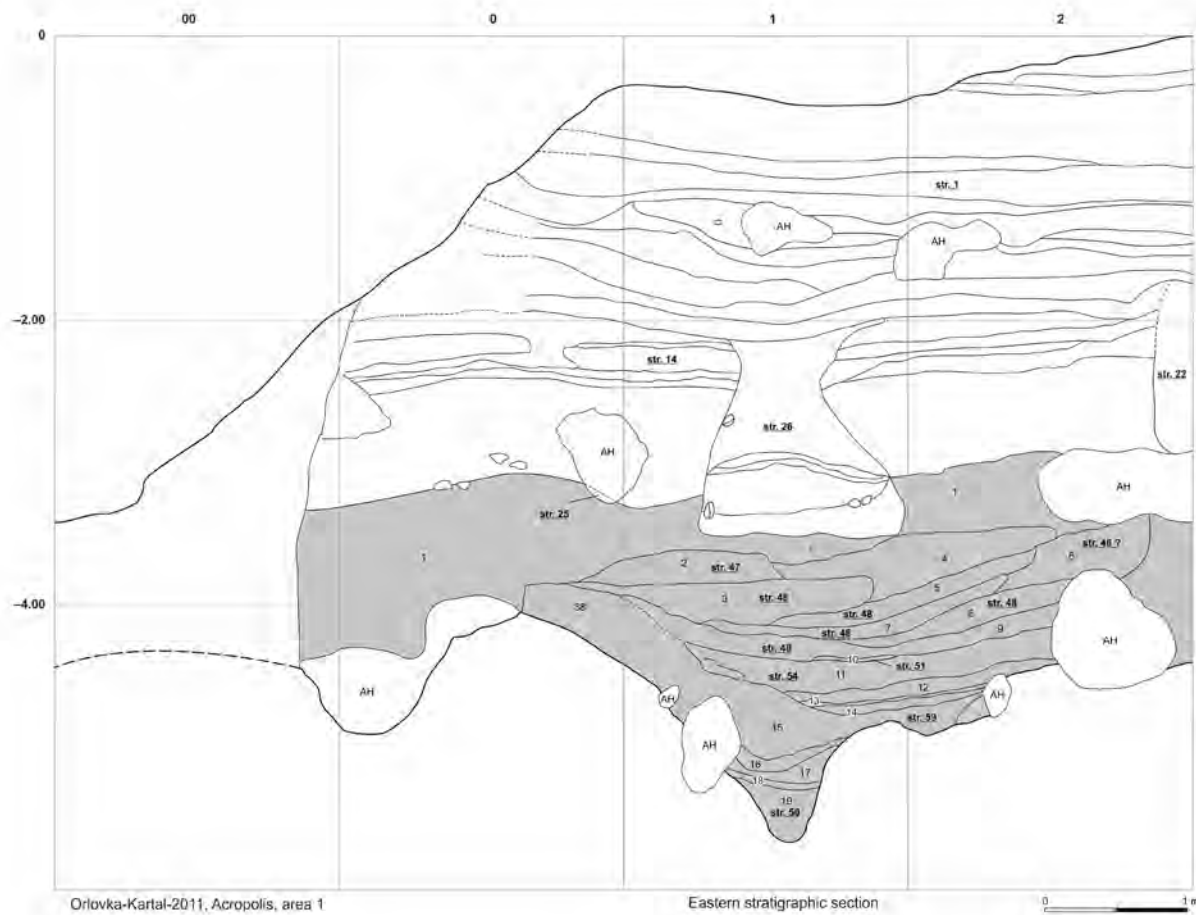 00 0 1 2
0
str. 1
AH
AH
–2.00
str. 14
str. 22
str. 26
AH
AH
1
str. 25
1
1
2
str. 47
4
str. 46 ?
6
5
3
str. 48
–4.00
38
str. 48
8
str. 48
7
str. 48
9
str. 49
10
str. 51
AH
str. 54
11
12
AH
AH
13
14
AH
str. 59
15
AH
16
17
18
19
str. 50
Orlovka-Kartal-2011, Acropolis, area 1
Eastern stratigraphic section
0 1 m